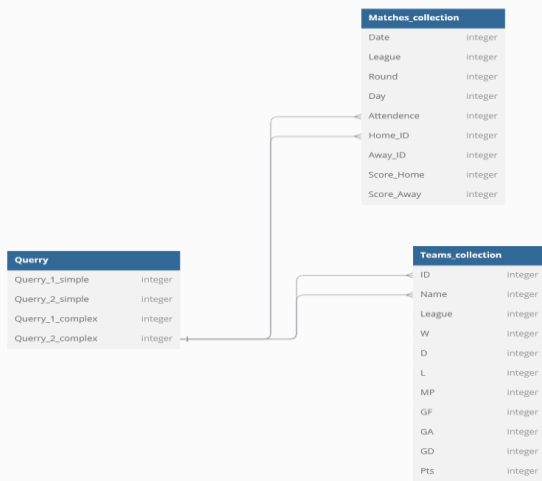 Matches_collection
Date integer
League integer
Round integer
Day integer
Attendence integer
Home_ID integer
Away_ID integer
Score_Home integer
Score_Away integer
Querry
Querry_1_simple integer
Querry_2_simple integer
Querry_1_complex integer
Querry_2_complex integer
Teams_collection
ID integer
Name integer
League integer
W integer
D integer
L integer
MP integer
GF integer
GA integer
GD integer
Pts integer